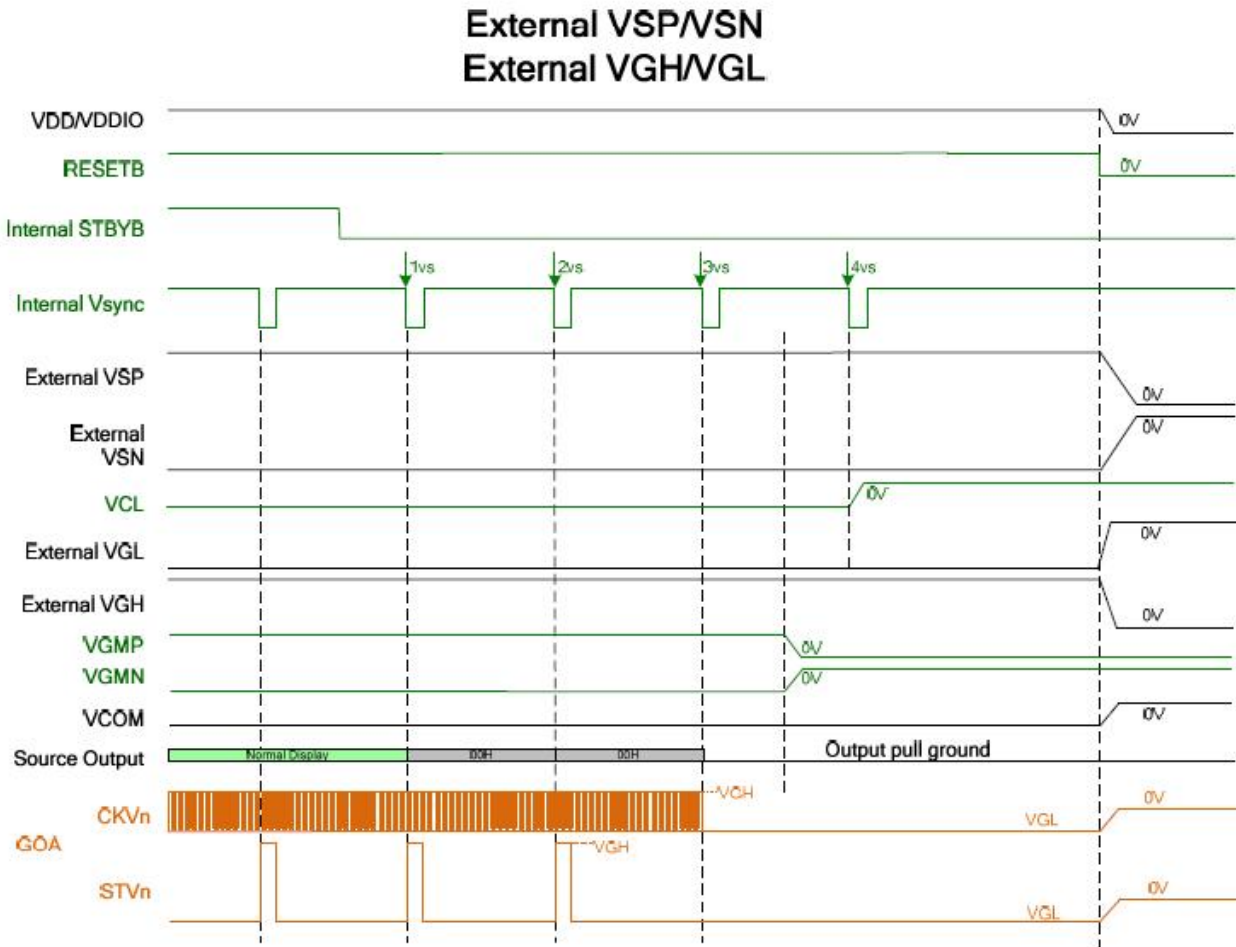 External VSP/VSN
External VGH/VGL
VDD/VDDIO
0V
RESETB
0V
Internal STBYB
1vs
2vs
3vs
4vs
Internal Vsync
External VSP
0V
External
VSN
0V
VCL
0V
External VGL
0V
External VGH
0V
VGMP
0V
VGMN
0V
VCOM
0V
Source Output
Normal Display
00H
00H
Output pull ground
CKVn
VGH
VGL
0V
GOA
VGH
STVn
VGL
0V